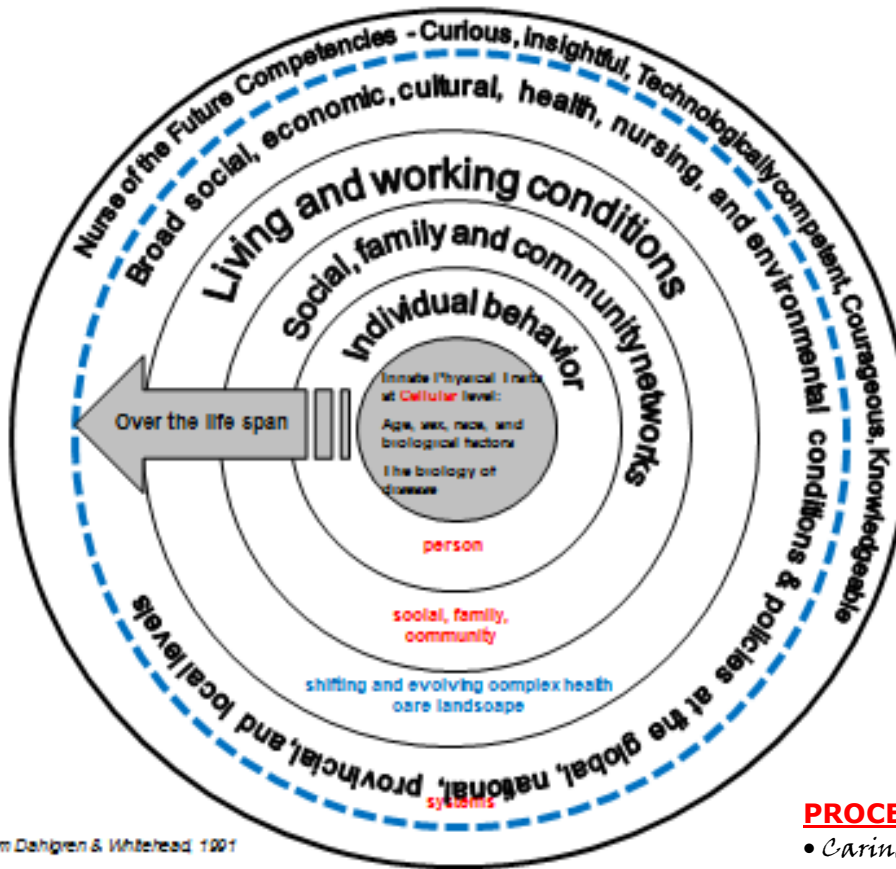 Nurse of the Future Competencies - Curious, insightful, Technologically competent, Courageous, Knowledgeable
Broad social, economic, cultural, health, nursing, and environmental conditions & policies at the global, national, provincial, and local levels
Living and working conditions
Social, family and community networks
Individual behavior
Innate Physical Traits
at Cellular level:
Age, sex, race, and
biological factors
The biology of
disease
Over the life span
person
social, family,
community
shifting and evolving complex health
care landscape
systems
m Dahlgren & Whitehead, 1991
PROCE
• Carin